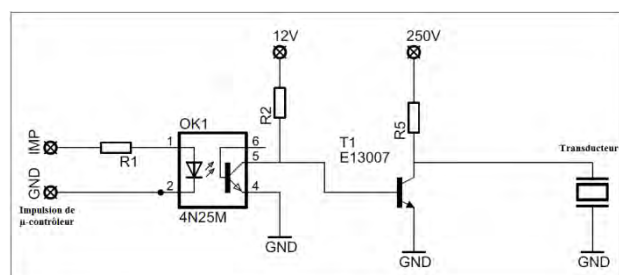 12V
250V
OK1
R2
R5
T1
E13007
Transducteur
IMP
R1
1
6
5
GND
2
4
Impulsion de
µ-contrôleur
4N25M
GND
GND
GND